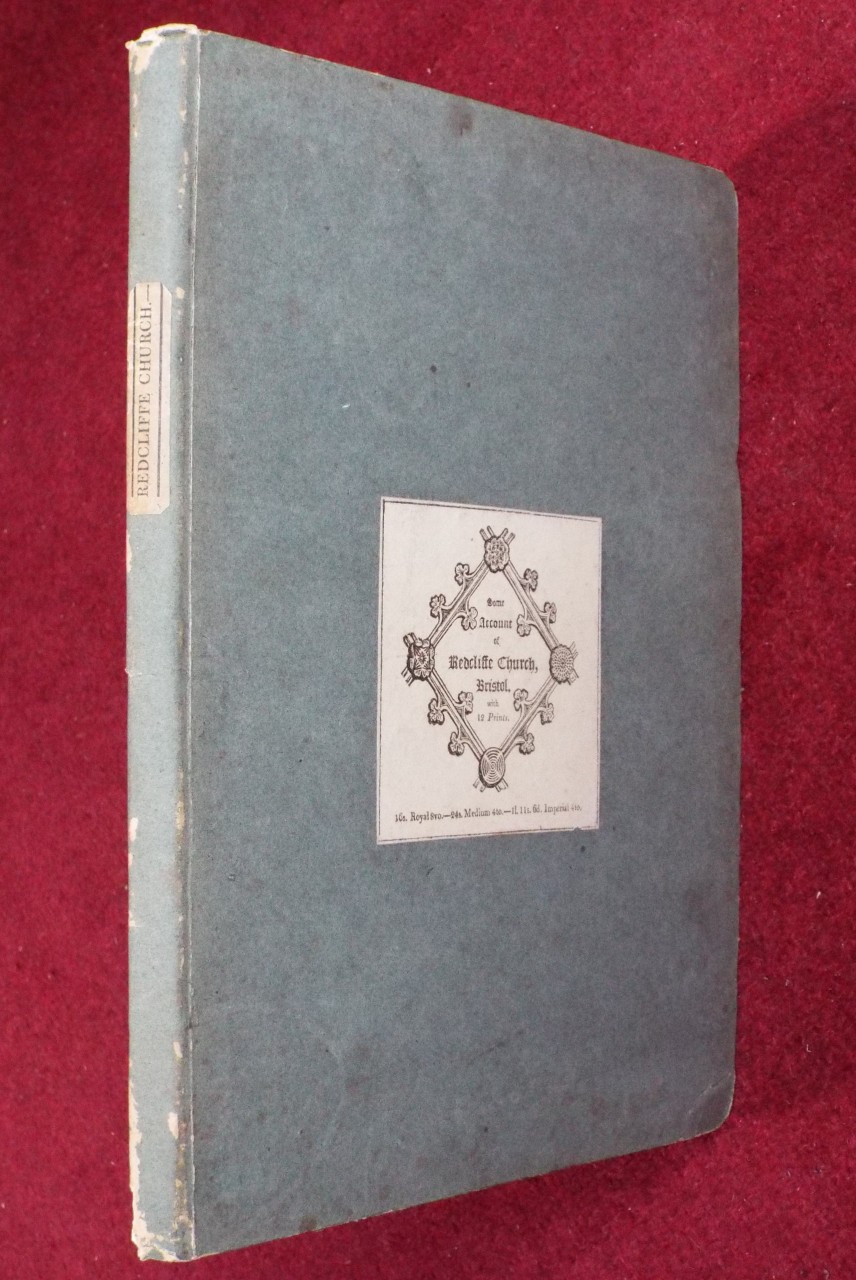 REDCLIFFE CHURCH.—
Some
Account
of
Redcliffe Church,
Bristol,
with
12 Prints.
16s. Royal 8vo.—24s. Medium 4to.—1l. 11s. 6d. Imperial 4to.